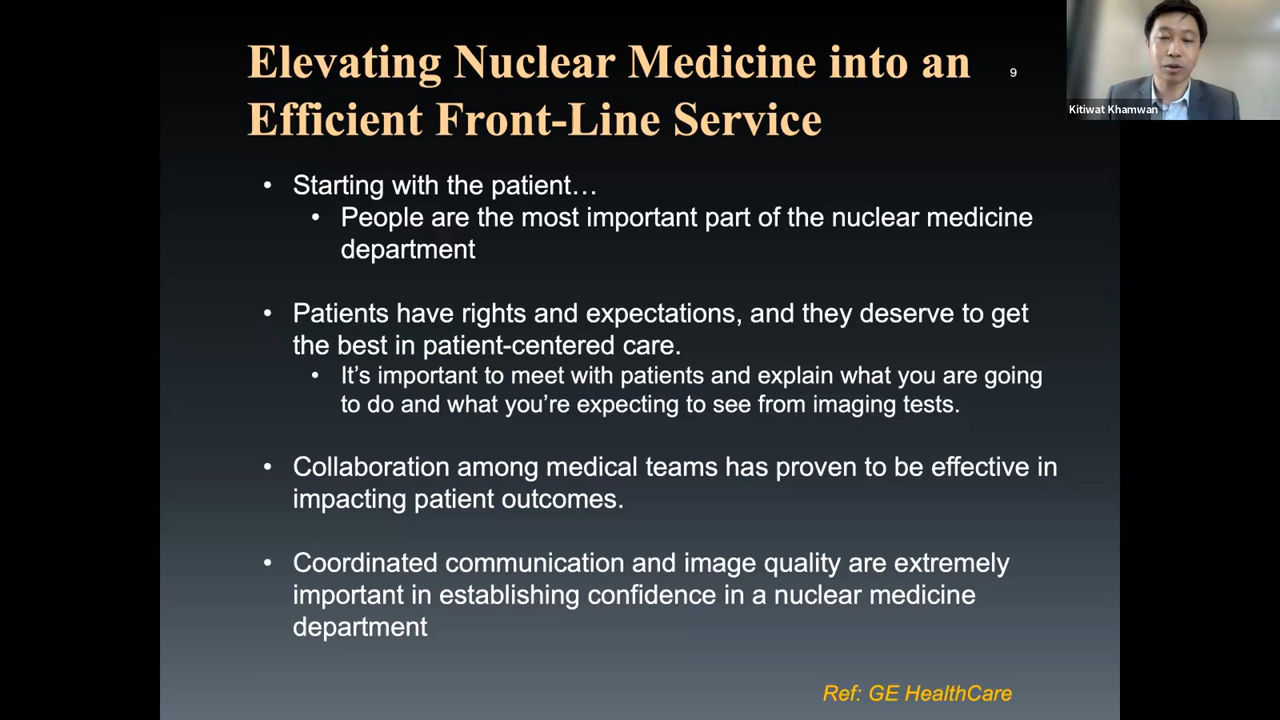 Elevating Nuclear Medicine into an
Efficient Front-Line Service
9
Kitiwat Khamwan
• Starting with the patient…
• People are the most important part of the nuclear medicine
department
• Patients have rights and expectations, and they deserve to get
the best in patient-centered care.
• It’s important to meet with patients and explain what you are going
to do and what you’re expecting to see from imaging tests.
• Collaboration among medical teams has proven to be effective in
impacting patient outcomes.
• Coordinated communication and image quality are extremely
important in establishing confidence in a nuclear medicine
department
Ref: GE HealthCare